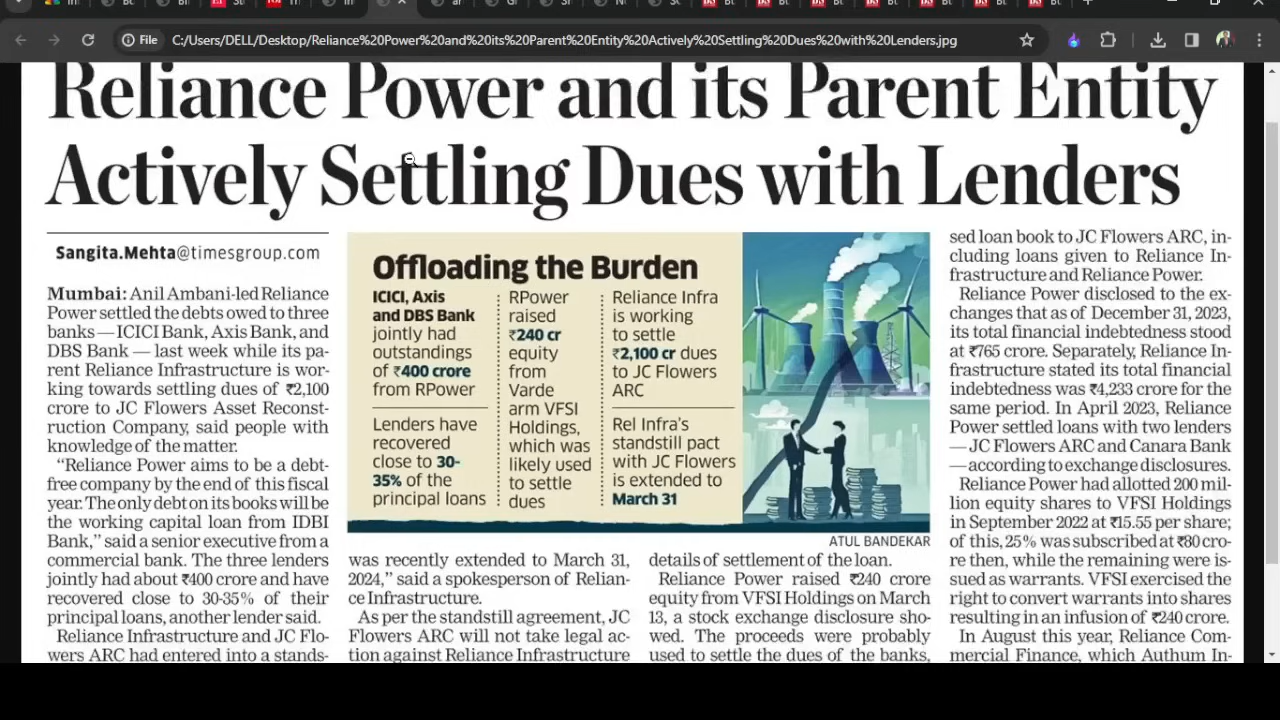 File
C:/Users/DELL/Desktop/Reliance%20Power%20and%20its%20Parent%20Entity%20Actively%20Settling%20Dues%20with%20Lenders.jpg
Reliance Power and its Parent Entity
Actively Settling Dues with Lenders
Sangita.Mehta@timesgroup.com
Mumbai: Anil Ambani-led Reliance
Power settled the debts owed to three
banks — ICICI Bank, Axis Bank, and
DBS Bank — last week while its pa-
rent Reliance Infrastructure is wor-
king towards settling dues of ₹2,100
crore to JC Flowers Asset Reconst-
ruction Company, said people with
knowledge of the matter.
“Reliance Power aims to be a debt-
free company by the end of this fiscal
year. The only debt on its books will be
the working capital loan from IDBI
Bank,” said a senior executive from a
commercial bank. The three lenders
jointly had about ₹400 crore and have
recovered close to 30-35% of their
principal loans, another lender said.
Reliance Infrastructure and JC Flo-
wers ARC had entered into a stands-
Offloading the Burden
ICICI, Axis
and DBS Bank
jointly had
outstandings
of ₹400 crore
from RPower
Lenders have
recovered
close to 30-
35% of the
principal loans
RPower
raised
₹240 cr
equity
from
Varde
arm VFSI
Holdings,
which was
likely used
to settle
dues
Reliance Infra
is working
to settle
₹2,100 cr dues
to JC Flowers
ARC
Rel Infra’s
standstill pact
with JC Flowers
is extended to
March 31
ATUL BANDEKAR
was recently extended to March 31,
2024,” said a spokesperson of Relian-
ce Infrastructure.
As per the standstill agreement, JC
Flowers ARC will not take legal ac-
tion against Reliance Infrastructure
details of settlement of the loan.
Reliance Power raised ₹240 crore
equity from VFSI Holdings on March
13, a stock exchange disclosure sho-
wed. The proceeds were probably
used to settle the dues of the banks,
sed loan book to JC Flowers ARC, in-
cluding loans given to Reliance In-
frastructure and Reliance Power.
Reliance Power disclosed to the ex-
changes that as of December 31, 2023,
its total financial indebtedness stood
at ₹765 crore. Separately, Reliance In-
frastructure stated its total financial
indebtedness was ₹4,233 crore for the
same period. In April 2023, Reliance
Power settled loans with two lenders
— JC Flowers ARC and Canara Bank
— according to exchange disclosures.
Reliance Power had allotted 200 mil-
lion equity shares to VFSI Holdings
in September 2022 at ₹15.55 per share;
of this, 25% was subscribed at ₹80 cro-
re then, while the remaining were is-
sued as warrants. VFSI exercised the
right to convert warrants into shares
resulting in an infusion of ₹240 crore.
In August this year, Reliance Com-
mercial Finance, which Authum In-